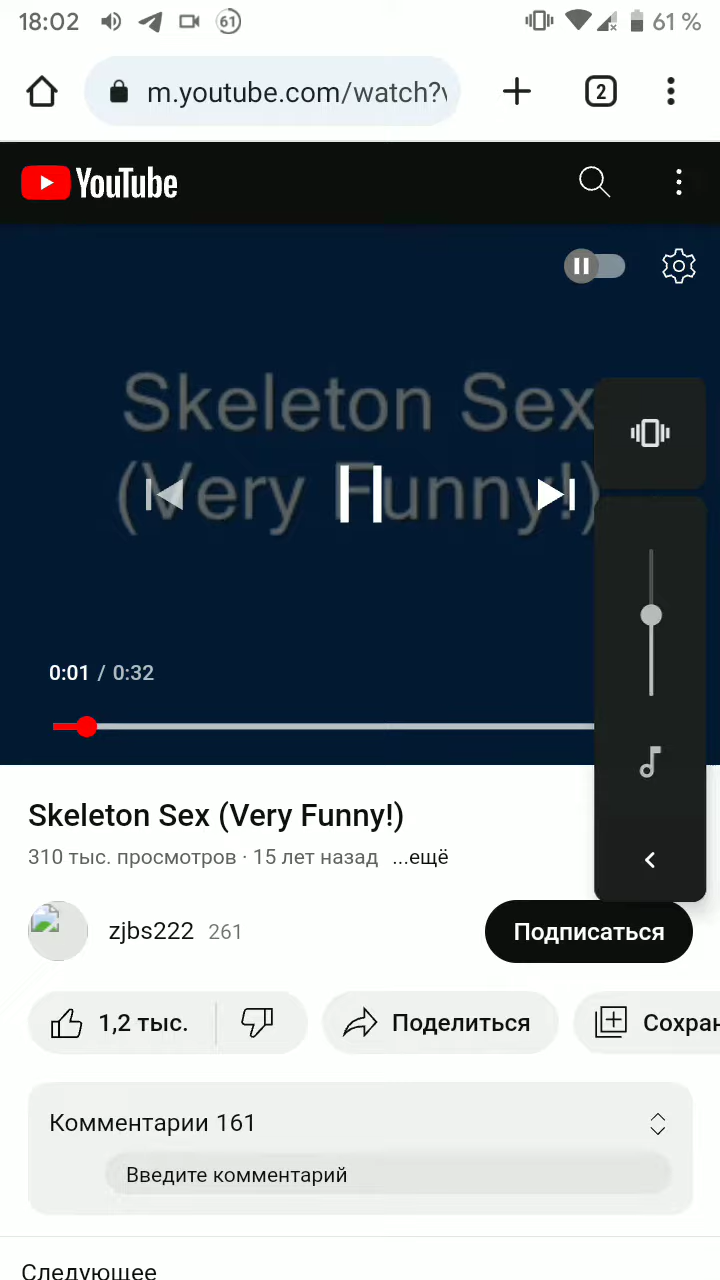 18:02 61 61 %
m.youtube.com/watch?v
2
YouTube
Skeleton Sex
(Very Funny!)
0:01 / 0:32
Skeleton Sex (Very Funny!)
310 тыс. просмотров · 15 лет назад ...ещё
zjbs222 261
Подписаться
1,2 тыс.
Поделиться
Сохран
Комментарии 161
Введите комментарий
Следующее